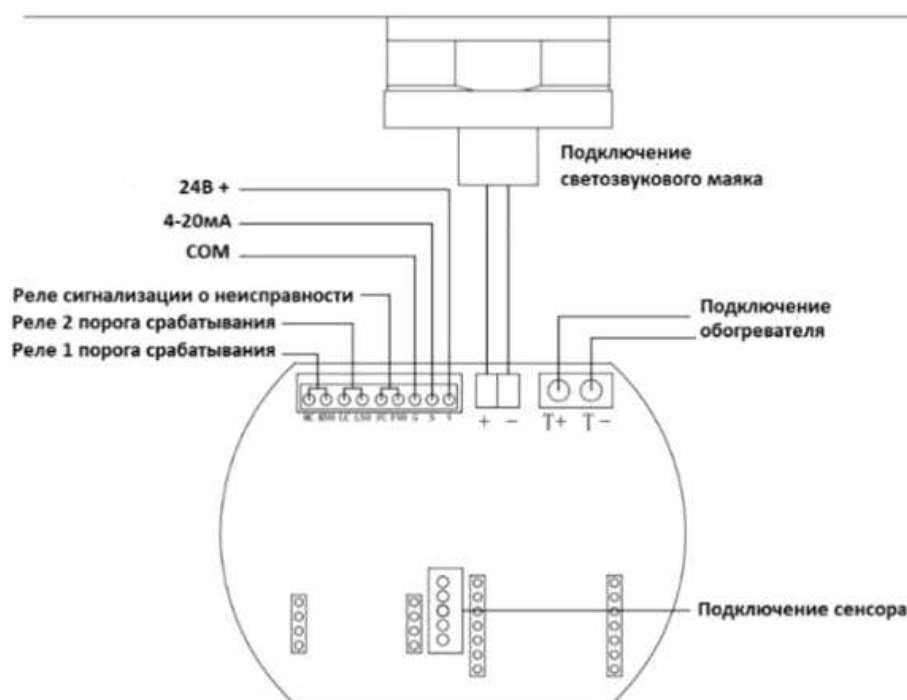 Подключение
светозвукового маяка
24В +
4-20мА
COM
Реле сигнализации о неисправности
Реле 2 порога срабатывания
Реле 1 порога срабатывания
Подключение
обогревателя
+ -
T+ T-
Подключение сенсора